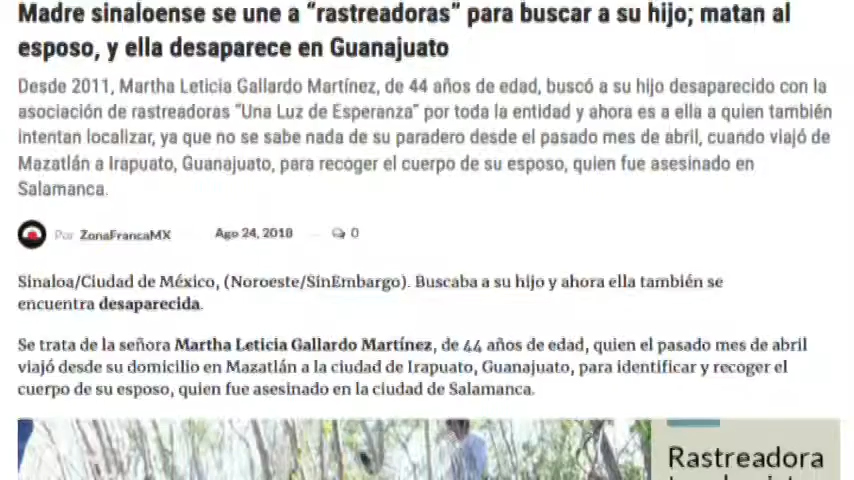 Madre sinaloense se une a “rastreadoras” para buscar a su hijo; matan al
esposo, y ella desaparece en Guanajuato
Desde 2011, Martha Leticia Gallardo Martínez, de 44 años de edad, buscó a su hijo desaparecido con la
asociación de rastreadoras “Una Luz de Esperanza” por toda la entidad y ahora es a ella a quien también
intentan localizar, ya que no se sabe nada de su paradero desde el pasado mes de abril, cuando viajó de
Mazatlán a Irapuato, Guanajuato, para recoger el cuerpo de su esposo, quien fue asesinado en
Salamanca.
Por ZonaFrancaMX Ago 24, 2018 0
Sinaloa/Ciudad de México, (Noroeste/SinEmbargo). Buscaba a su hijo y ahora ella también se
encuentra desaparecida.
Se trata de la señora Martha Leticia Gallardo Martínez, de 44 años de edad, quien el pasado mes de abril
viajó desde su domicilio en Mazatlán a la ciudad de Irapuato, Guanajuato, para identificar y recoger el
cuerpo de su esposo, quien fue asesinado en la ciudad de Salamanca.
Rastreadora